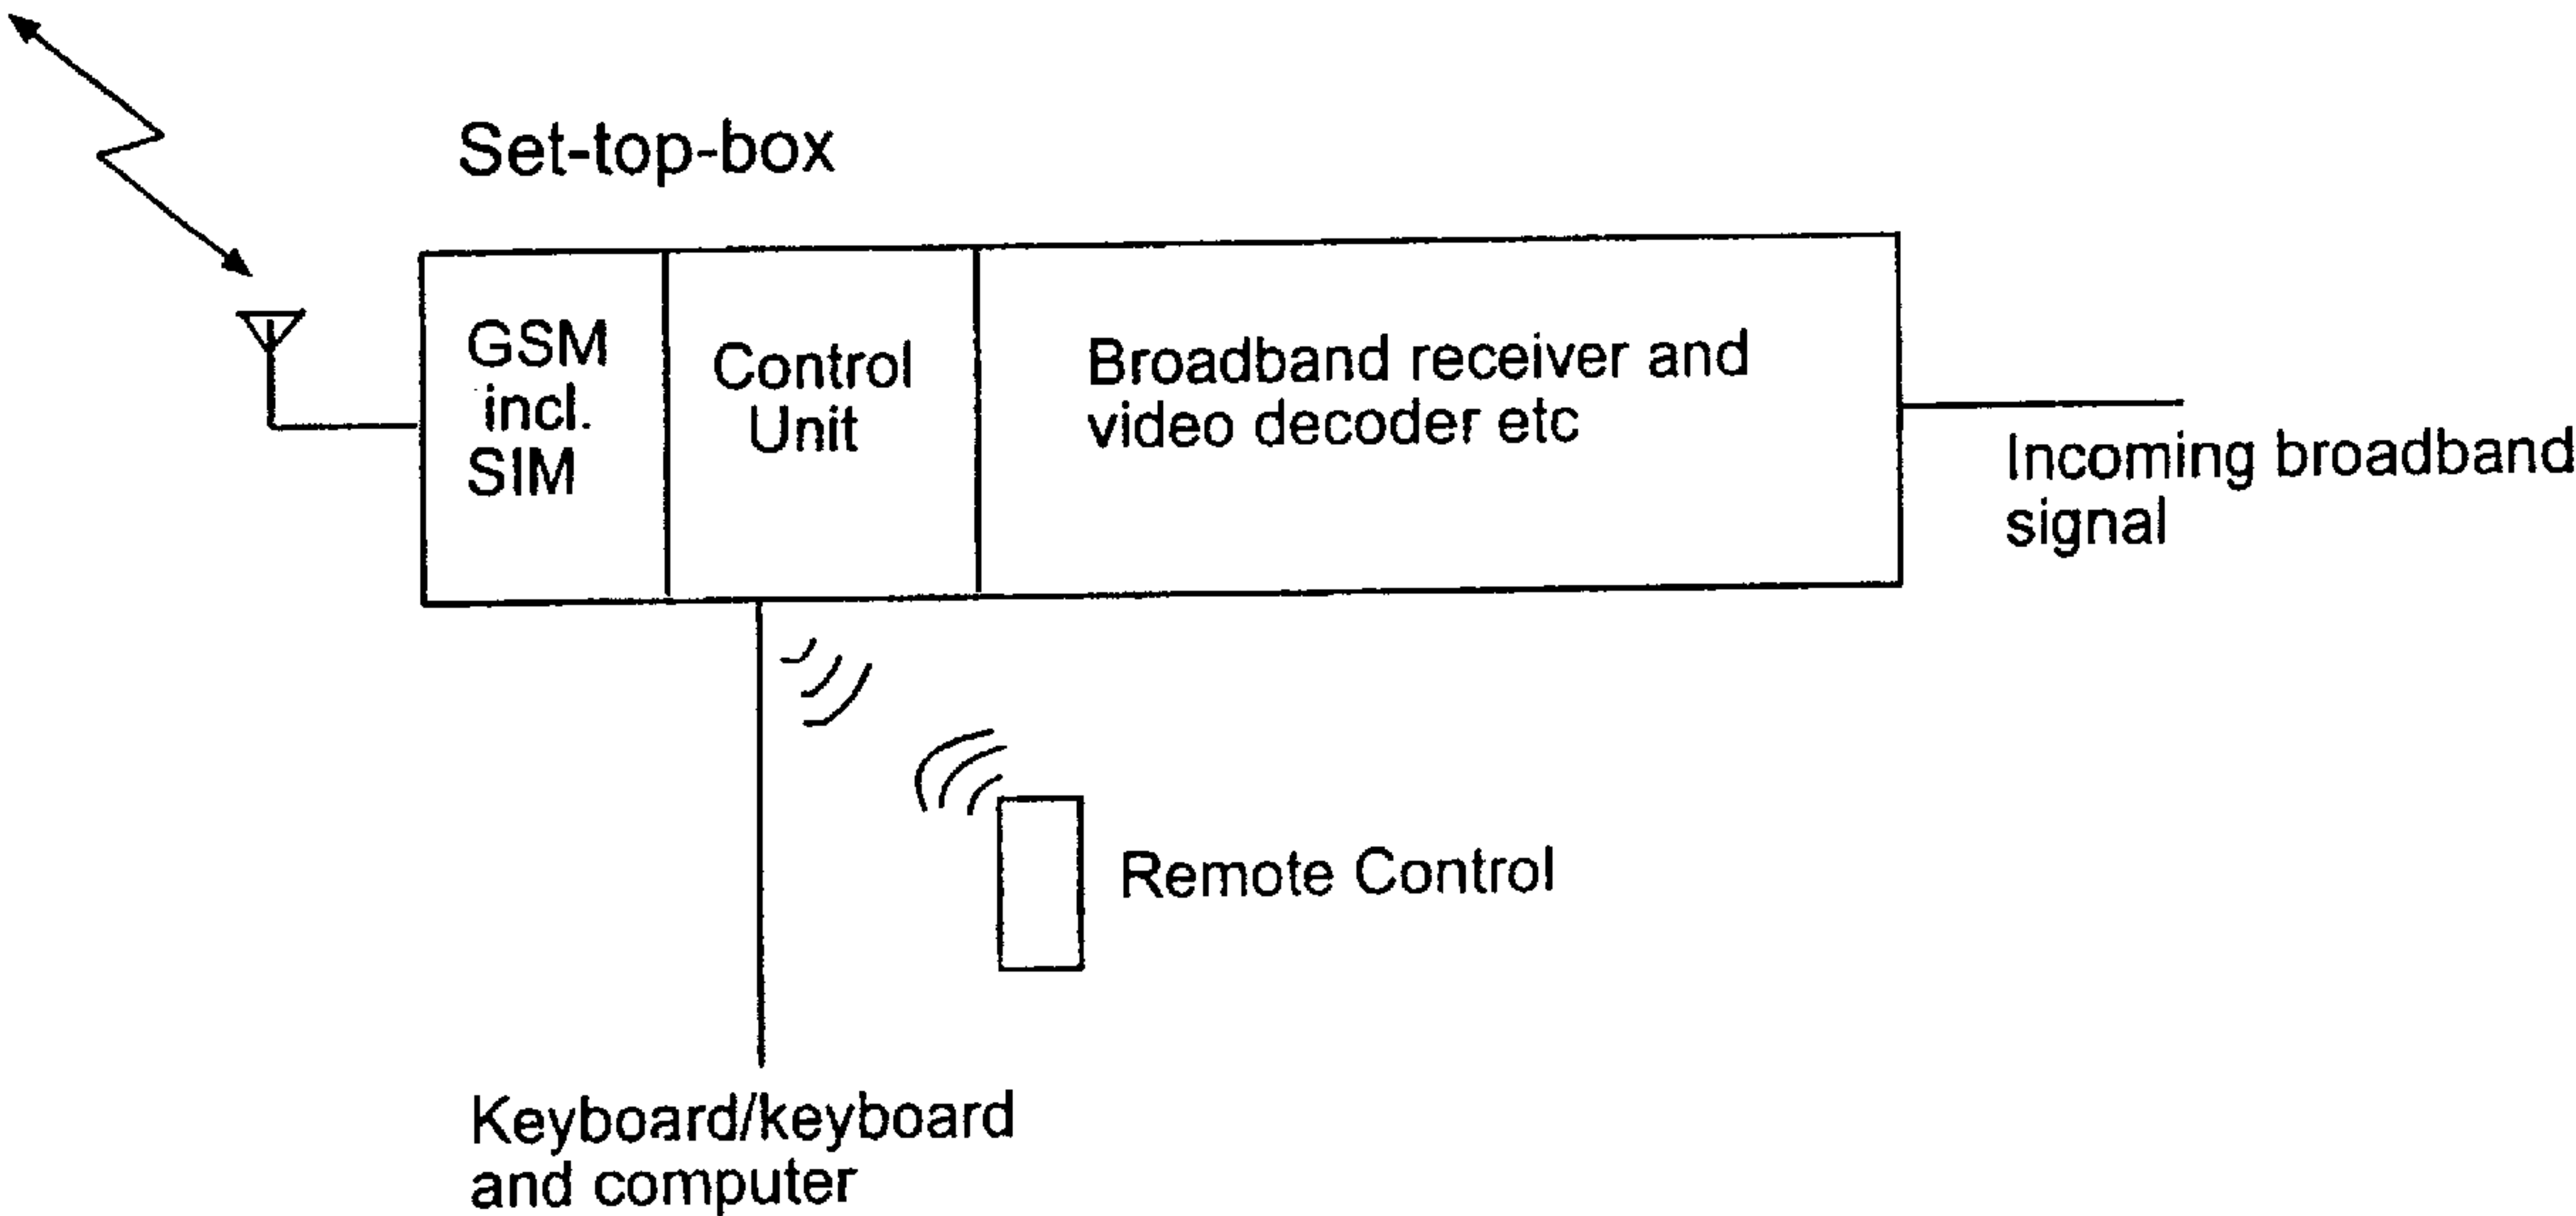 Set-top-box
GSM
incl.
SIM
Control
Unit
Broadband receiver and
video decoder etc
Incoming broadband
signal
Remote Control
Keyboard/keyboard
and computer